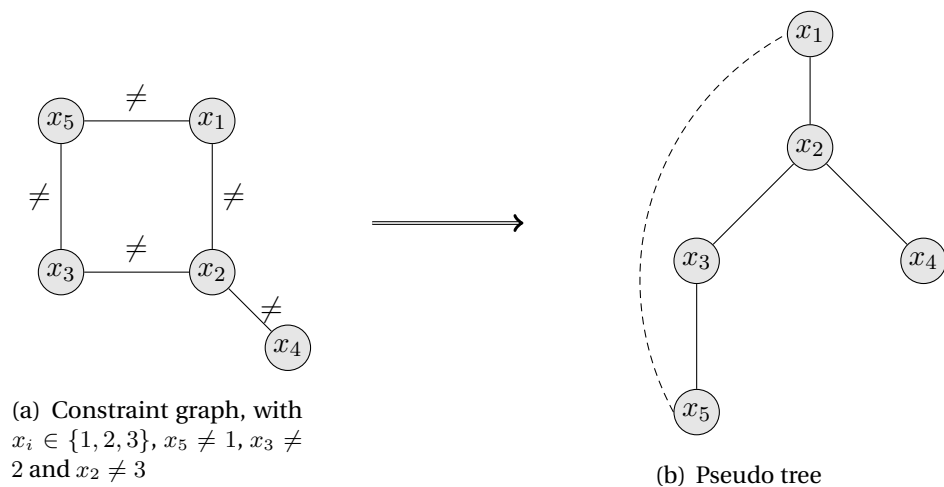 x₁
≠
x₅
x₁
x₂
≠
≠
≠
x₃
x₂
x₃
x₄
≠
x₄
x₅
(a) Constraint graph, with
xᵢ ∈ {1, 2, 3}, x₅ ≠ 1, x₃ ≠
2 and x₂ ≠ 3
(b) Pseudo tree